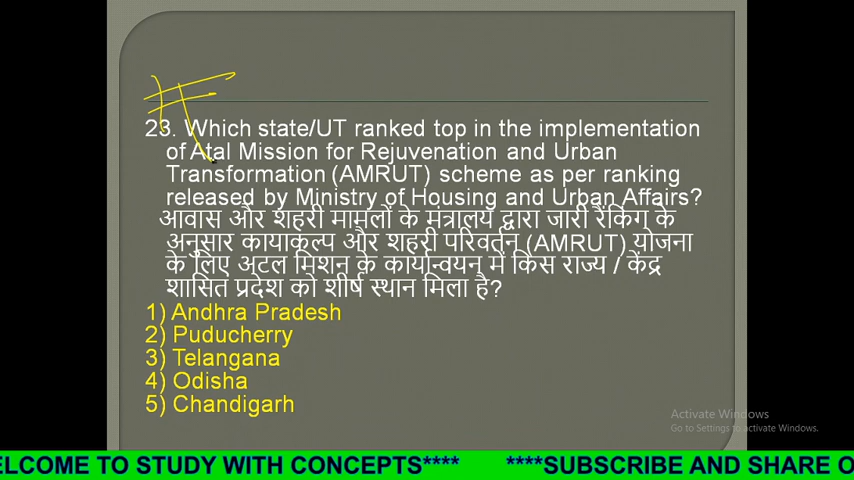 23. Which state/UT ranked top in the implementation
of Atal Mission for Rejuvenation and Urban
Transformation (AMRUT) scheme as per ranking
released by Ministry of Housing and Urban Affairs?
आवास और शहरी मामलों के मंत्रालय द्वारा जारी रैंकिंग के
अनुसार कायाकल्प और शहरी परिवर्तन (AMRUT) योजना
के लिए अटल मिशन के कार्यान्वयन में किस राज्य / केंद्र
शासित प्रदेश को शीर्ष स्थान मिला है?
1) Andhra Pradesh
2) Puducherry
3) Telangana
4) Odisha
5) Chandigarh
Activate Windows
Go to Settings to activate Windows.
ELCOME TO STUDY WITH CONCEPTS**** ****SUBSCRIBE AND SHARE O